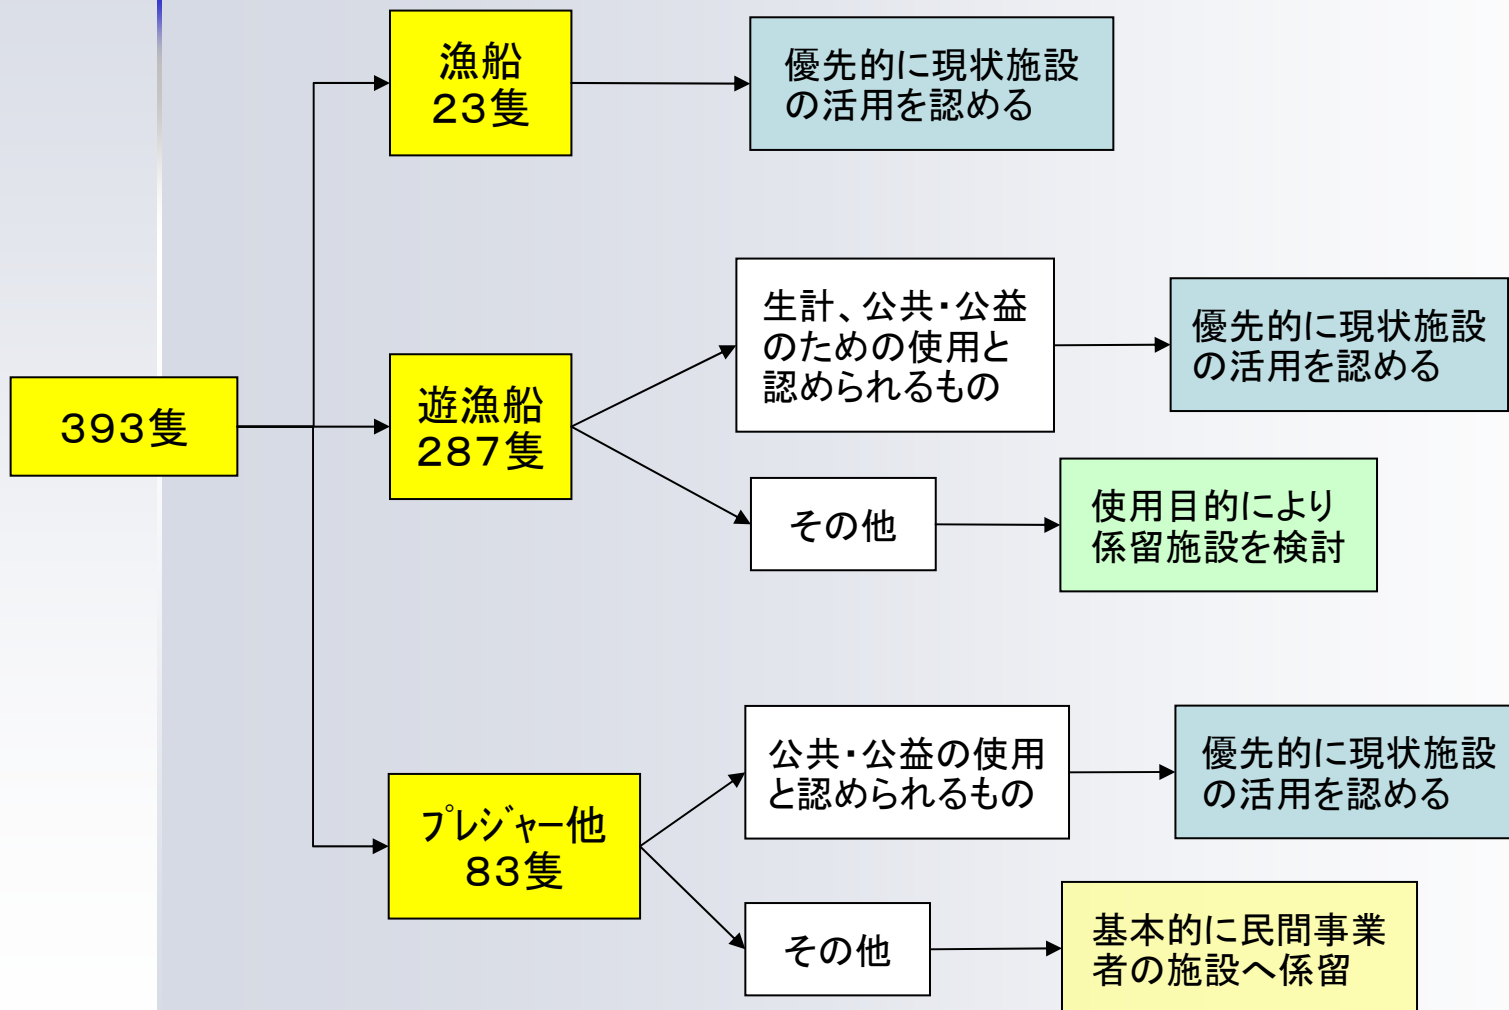 393隻
漁船
23隻
優先的に現状施設
の活用を認める
遊漁船
287隻
生計、公共・公益
のための使用と
認められるもの
優先的に現状施設
の活用を認める
その他
使用目的により
係留施設を検討
プレジャー他
83隻
公共・公益の使用
と認められるもの
優先的に現状施設
の活用を認める
その他
基本的に民間事業
者の施設へ係留